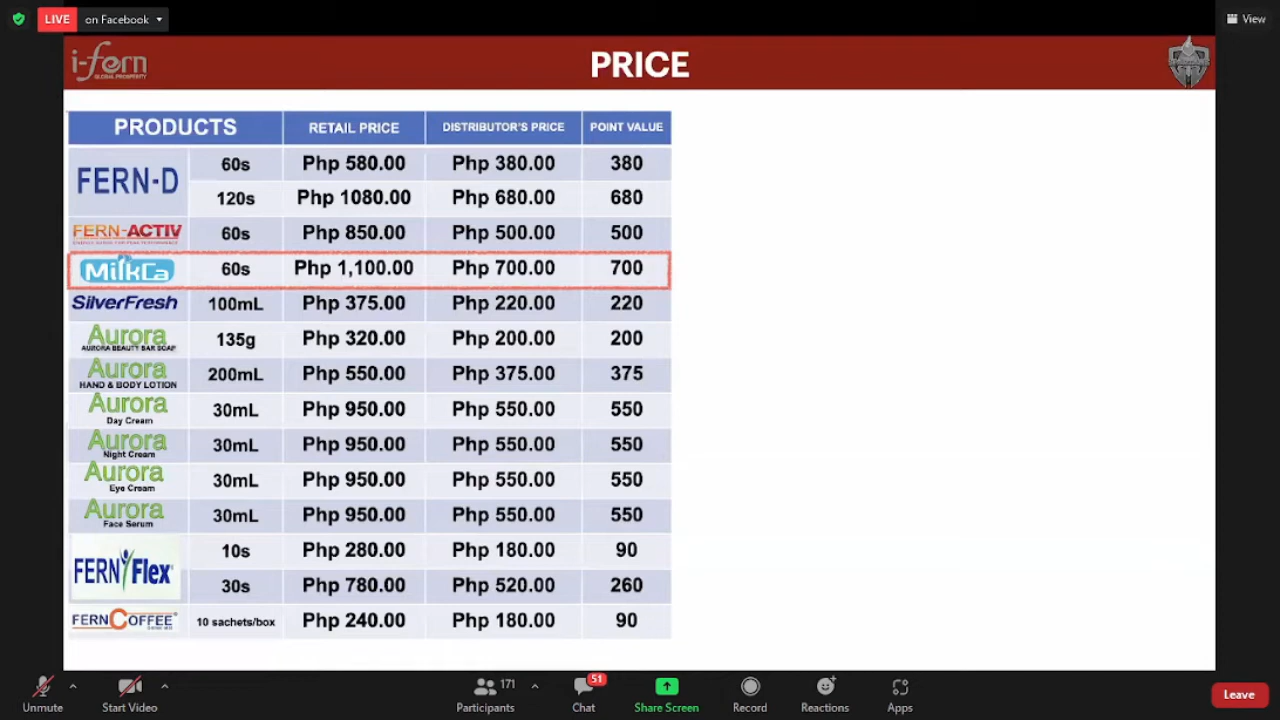 LIVE on Facebook
View
i-fern
GLOBAL PROSPERITY
PRICE
PRODUCTS RETAIL PRICE DISTRIBUTOR'S PRICE POINT VALUE
FERN-D 60s Php 580.00 Php 380.00 380
120s Php 1080.00 Php 680.00 680
FERN-ACTIV 60s Php 850.00 Php 500.00 500
MilkCa 60s Php 1,100.00 Php 700.00 700
SilverFresh 100mL Php 375.00 Php 220.00 220
Aurora
AURORA BEAUTY BAR SOAP 135g Php 320.00 Php 200.00 200
Aurora
HAND & BODY LOTION 200mL Php 550.00 Php 375.00 375
Aurora
Day Cream 30mL Php 950.00 Php 550.00 550
Aurora
Night Cream 30mL Php 950.00 Php 550.00 550
Aurora
Eye Cream 30mL Php 950.00 Php 550.00 550
Aurora
Face Serum 30mL Php 950.00 Php 550.00 550
FERN Flex® 10s Php 280.00 Php 180.00 90
30s Php 780.00 Php 520.00 260
FERNCOFFEE 10 sachets/box Php 240.00 Php 180.00 90
Unmute
Start Video
171
Participants
51
Chat
Share Screen
Record
Reactions
Apps
Leave